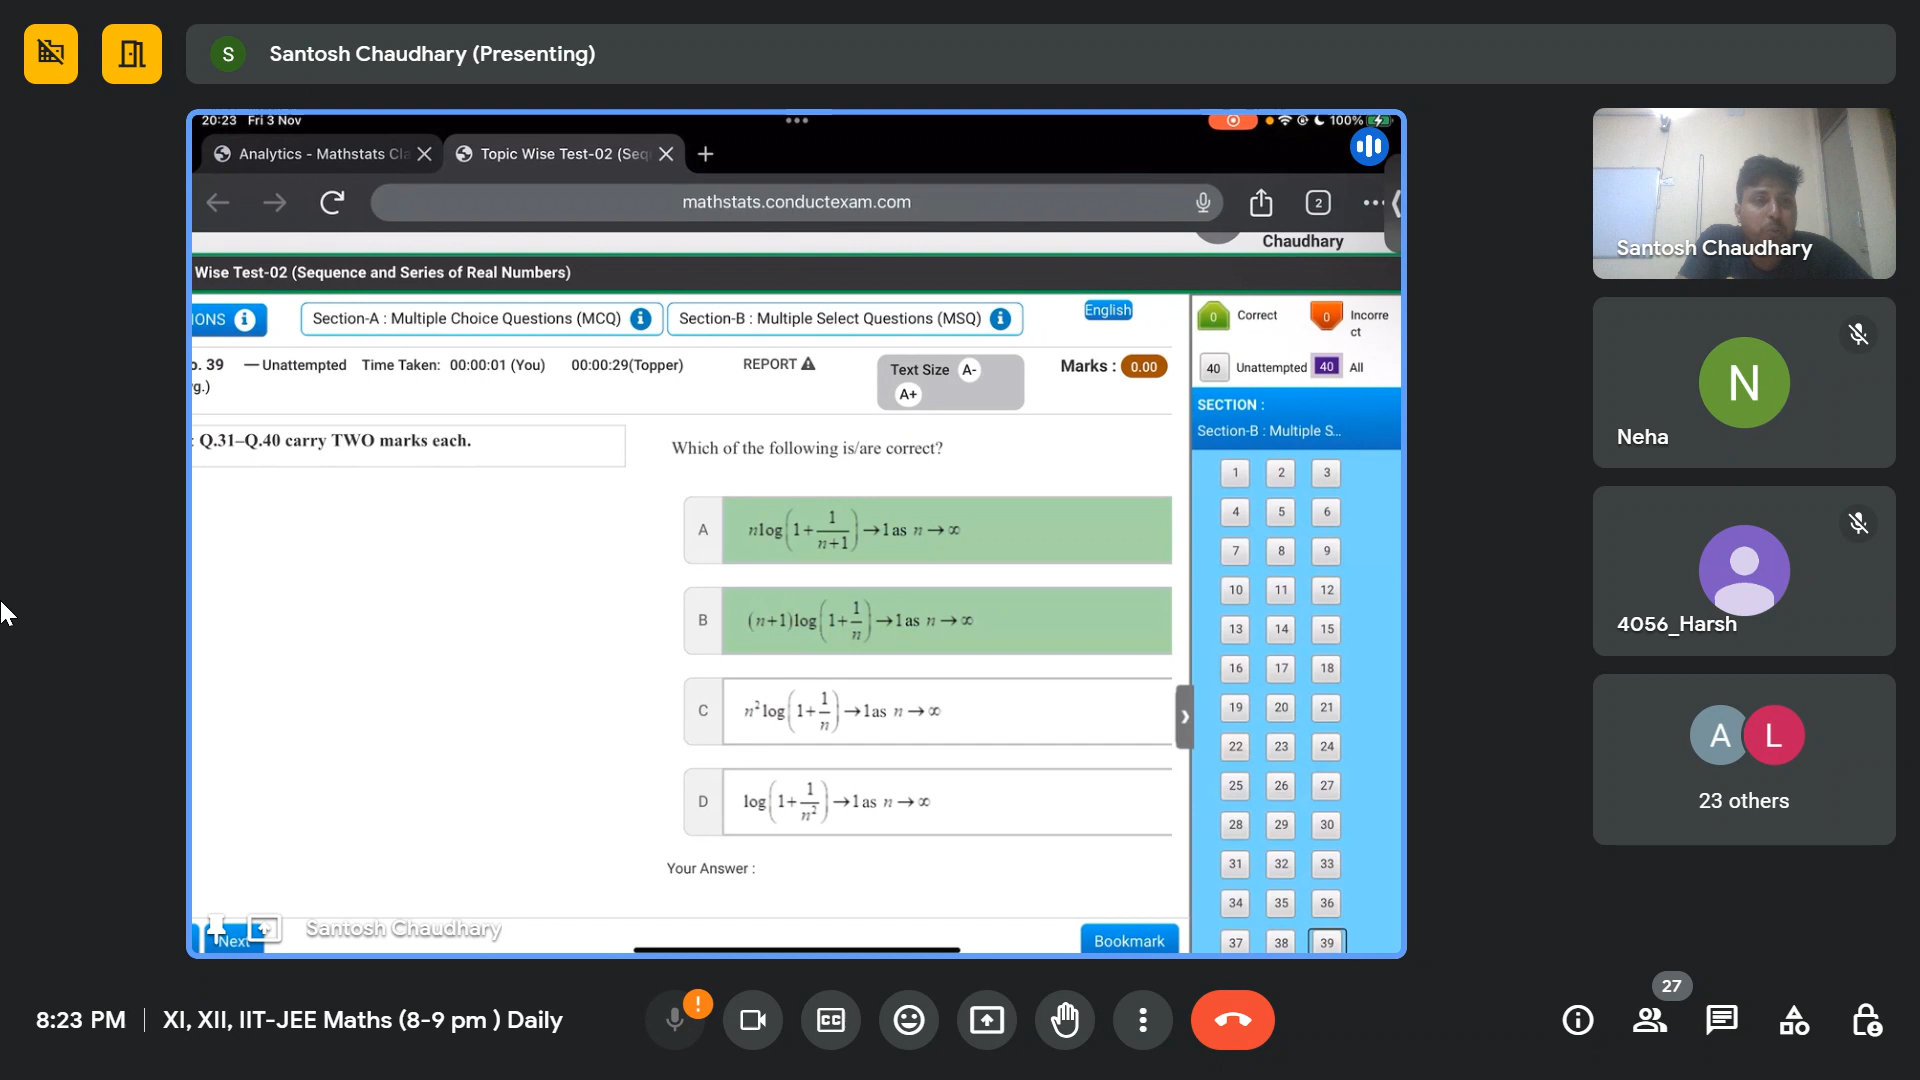 S Santosh Chaudhary (Presenting)
20:23 Fri 3 Nov
100%
Analytics - Mathstats Cla
Topic Wise Test-02 (Seq
mathstats.conductexam.com
2
Chaudhary
Wise Test-02 (Sequence and Series of Real Numbers)
IONS
Section-A : Multiple Choice Questions (MCQ)
Section-B : Multiple Select Questions (MSQ)
English
o. 39 — Unattempted Time Taken: 00:00:01 (You) 00:00:29(Topper)
g.)
REPORT
Text Size A-
A+
Marks : 0.00
: Q.31–Q.40 carry TWO marks each.
Which of the following is/are correct?
A n log(1+1/(n+1)) → 1 as n → ∞
B (n+1)log(1+1/n) → 1 as n → ∞
C n² log(1+1/n) → 1 as n → ∞
D log(1+1/n²) → 1 as n → ∞
Your Answer :
Next
Bookmark
Santosh Chaudhary
0 Correct 0 Incorre
ct
40 Unattempted 40 All
SECTION :
Section-B : Multiple S...
1 2 3
4 5 6
7 8 9
10 11 12
13 14 15
16 17 18
19 20 21
22 23 24
25 26 27
28 29 30
31 32 33
34 35 36
37 38 39
Santosh Chaudhary
N
Neha
4056_Harsh
A L
23 others
8:23 PM | XI, XII, IIT-JEE Maths (8-9 pm ) Daily
CC
27